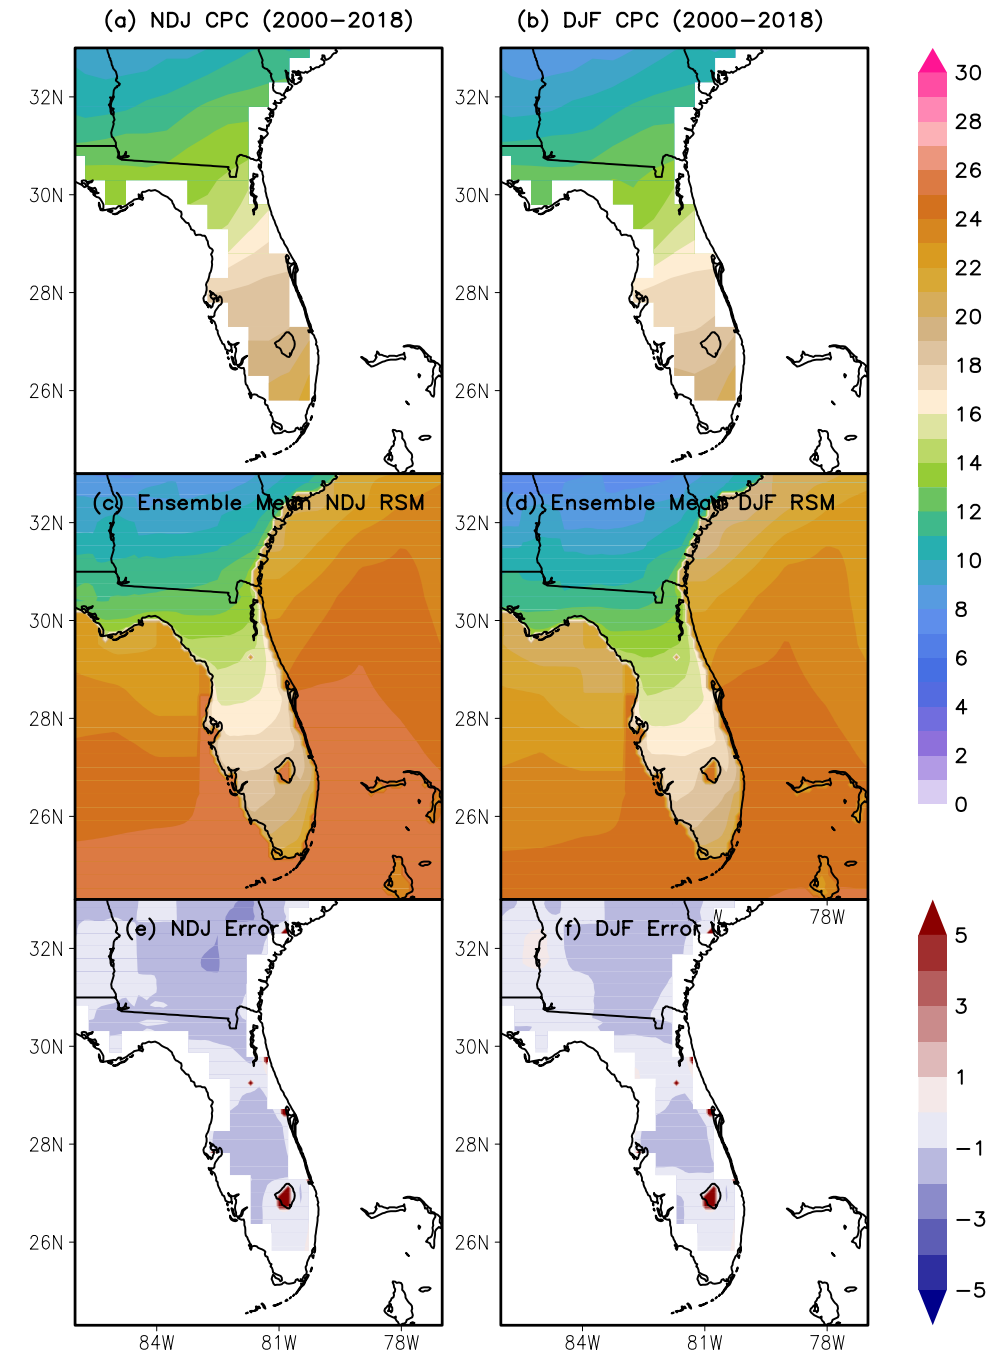 (a) NDJ CPC (2000−2018)
(b) DJF CPC (2000−2018)
32N
30N
28N
26N
32N
30N
28N
26N
30
28
26
24
22
20
18
16
14
12
10
8
6
4
2
0
(c) Ensemble Mean NDJ RSM
(d) Ensemble Mean DJF RSM
32N
30N
28N
26N
32N
30N
28N
26N
N
78W
(e) NDJ Error
(f) DJF Error
32N
30N
28N
26N
32N
30N
28N
26N
5
3
1
−1
−3
−5
84W
81W
78W
84W
81W
78W